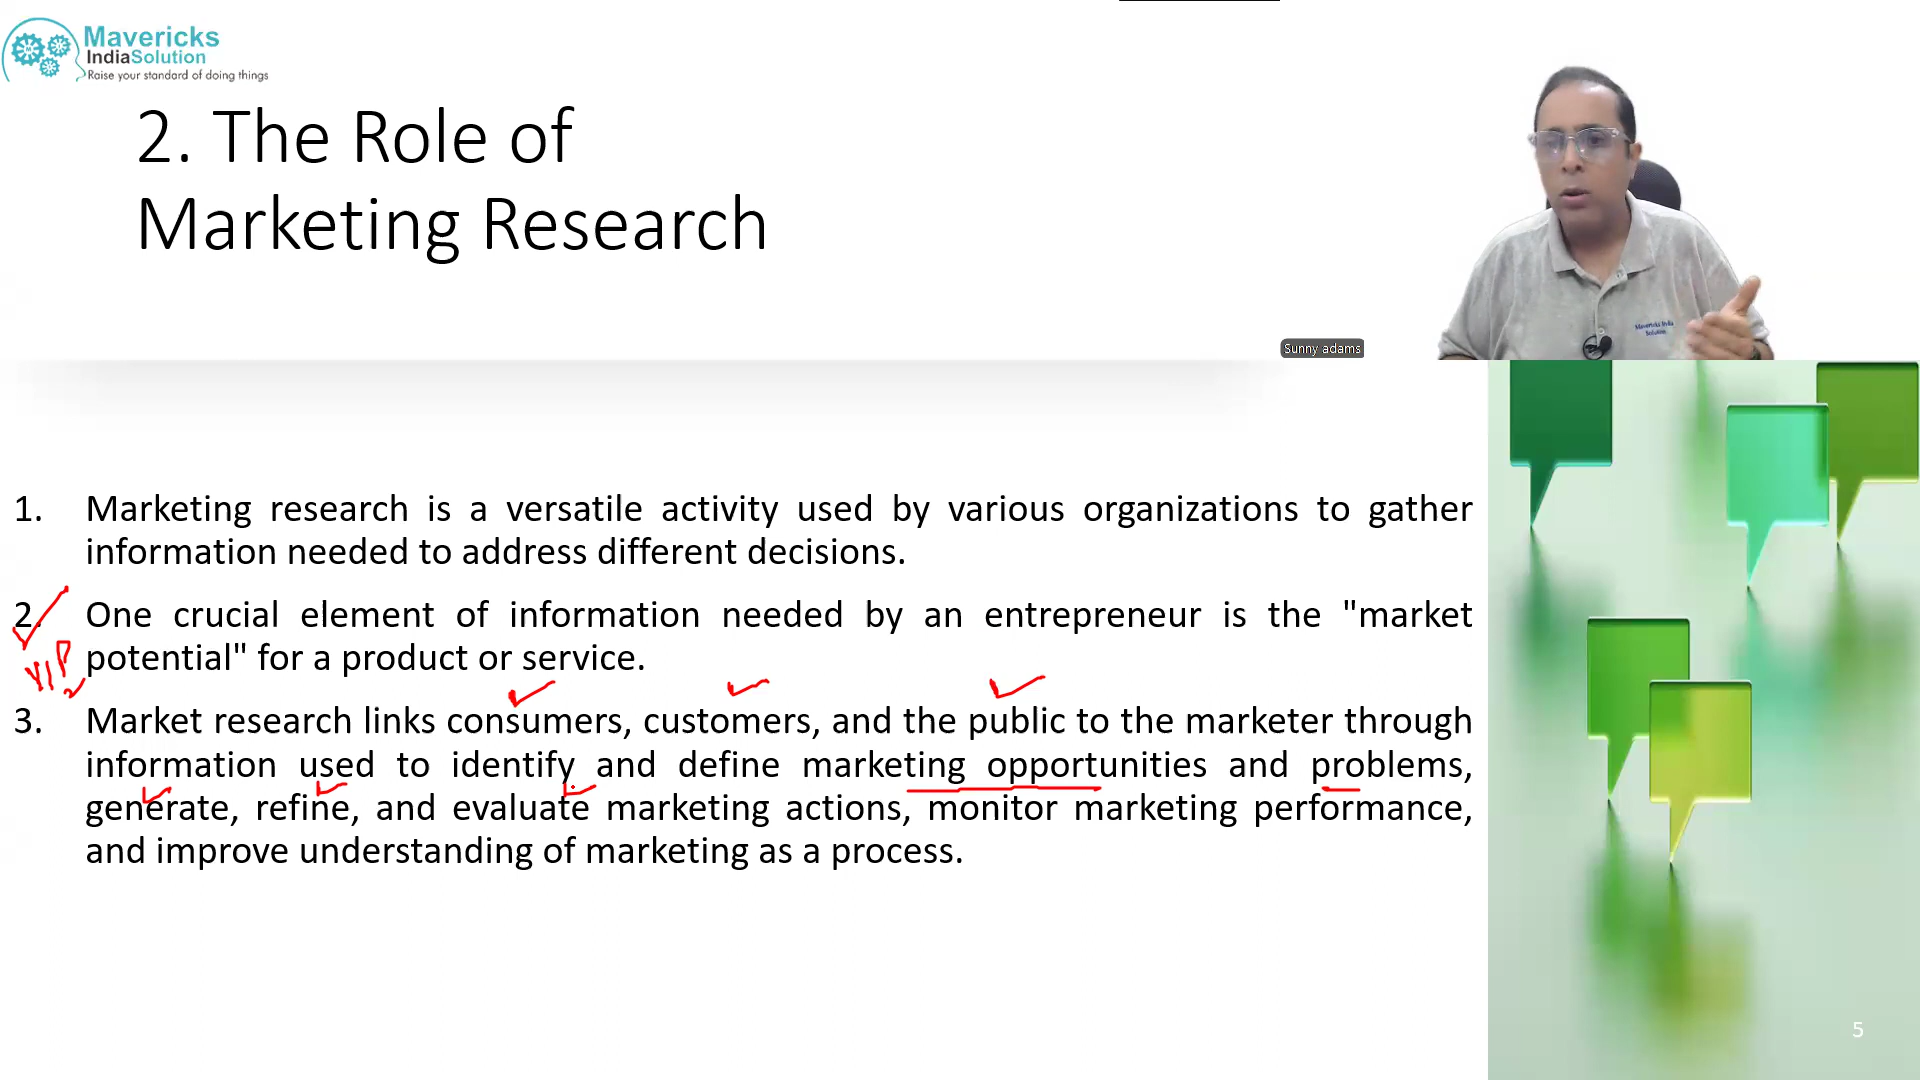 Mavericks
IndiaSolution
Raise your standard of doing things
2. The Role of
Marketing Research
Mavericks India
Solution
Sunny adams
1. Marketing research is a versatile activity used by various organizations to gather
information needed to address different decisions.
2. One crucial element of information needed by an entrepreneur is the "market
potential" for a product or service.
VIP
3. Market research links consumers, customers, and the public to the marketer through
information used to identify and define marketing opportunities and problems,
generate, refine, and evaluate marketing actions, monitor marketing performance,
and improve understanding of marketing as a process.
5